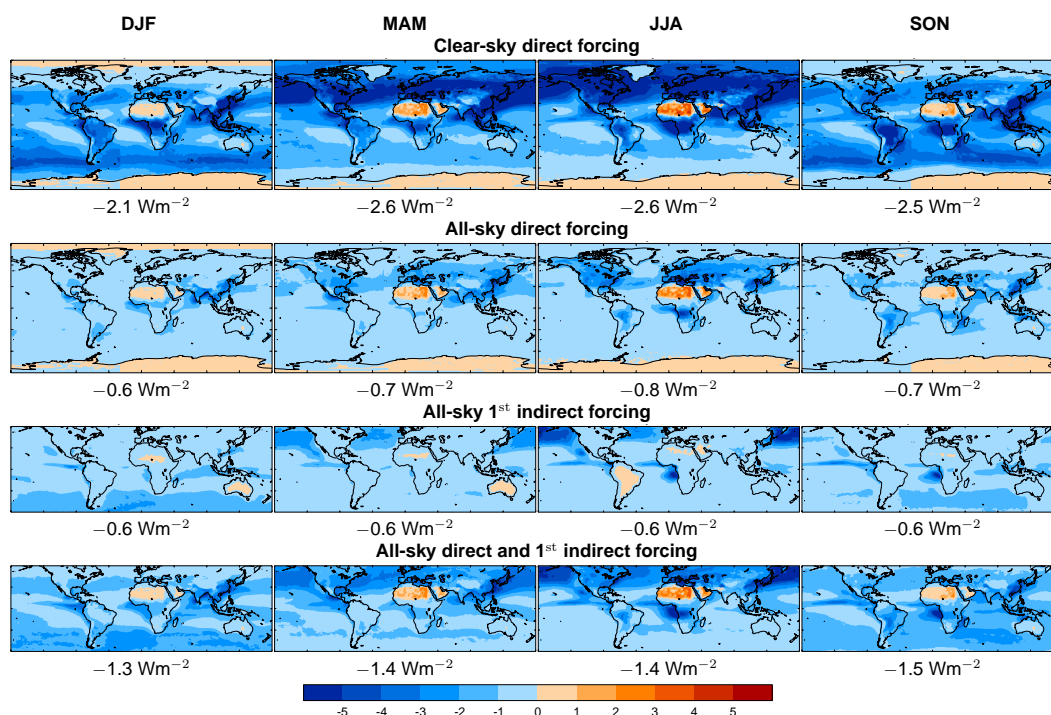 DJF MAM JJA SON
Clear-sky direct forcing
−2.1 Wm⁻² −2.6 Wm⁻² −2.6 Wm⁻² −2.5 Wm⁻²
All-sky direct forcing
−0.6 Wm⁻² −0.7 Wm⁻² −0.8 Wm⁻² −0.7 Wm⁻²
All-sky 1ˢᵗ indirect forcing
−0.6 Wm⁻² −0.6 Wm⁻² −0.6 Wm⁻² −0.6 Wm⁻²
All-sky direct and 1ˢᵗ indirect forcing
−1.3 Wm⁻² −1.4 Wm⁻² −1.4 Wm⁻² −1.5 Wm⁻²
-5 -4 -3 -2 -1 0 1 2 3 4 5